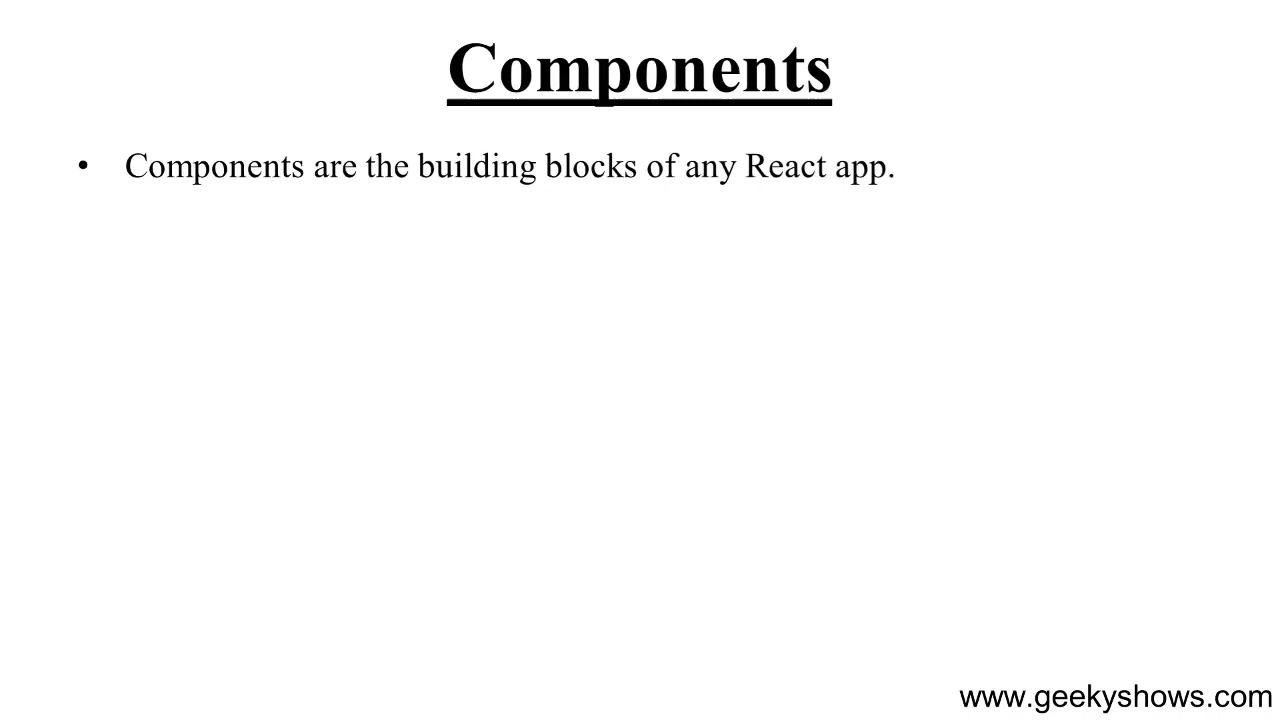 Components
• Components are the building blocks of any React app.
www.geekyshows.com